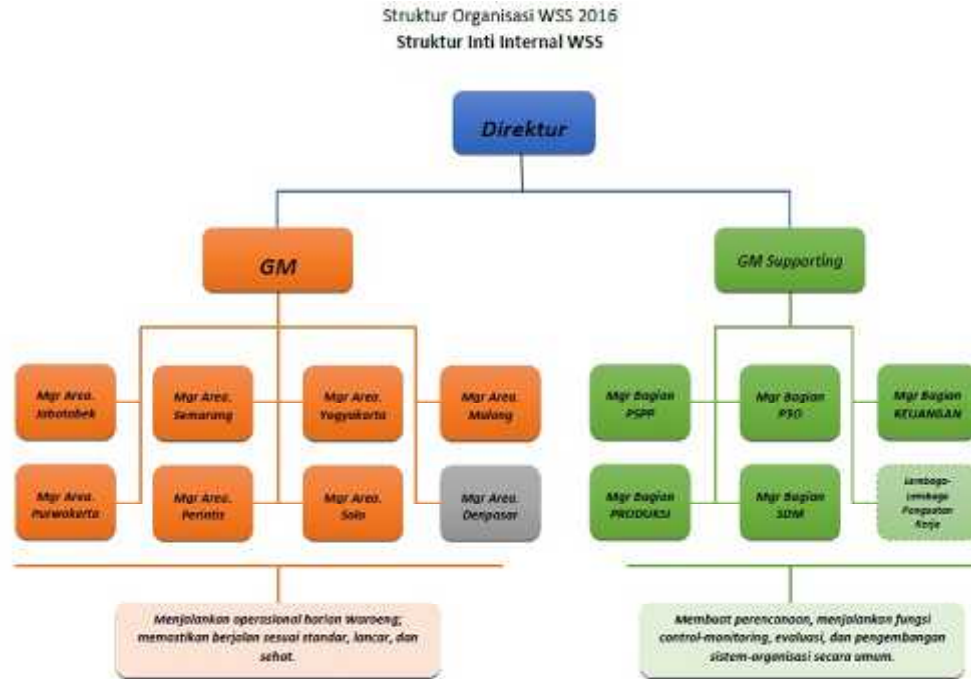 Struktur Organisasi WSS 2016
Struktur Inti Internal WSS
Direktur
GM
GM Supporting
Mgr Area.
Jabotabek
Mgr Area.
Semarang
Mgr Area.
Yogyakarta
Mgr Area.
Malang
Mgr Bagian
PSPP
Mgr Bagian
PSO
Mgr Bagian
KEUANGAN
Mgr Area.
Purwokerto
Mgr Area.
Perintis
Mgr Area.
Solo
Mgr Area.
Denpasar
Mgr Bagian
PRODUKSI
Mgr Bagian
SDM
Lembaga-
Lembaga
Penguatan
Kerja
Menjalankan operasional harian Waroeng;
memastikan berjalan sesuai standar, lancar, dan
sehat.
Membuat perencanaan, menjalankan fungsi
control-monitoring, evaluasi, dan pengembangan
sistem-organisasi secara umum.